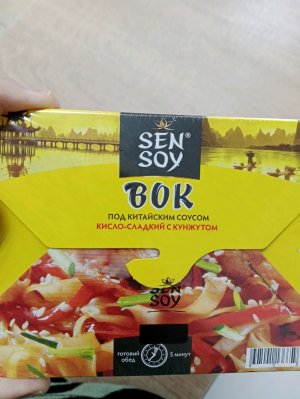 SEN®
SOY
ВОК
ПОД КИТАЙСКИМ СОУСОМ
КИСЛО-СЛАДКИЙ С КУНЖУТОМ
SEN
SOY
готовый
обед
5 минут